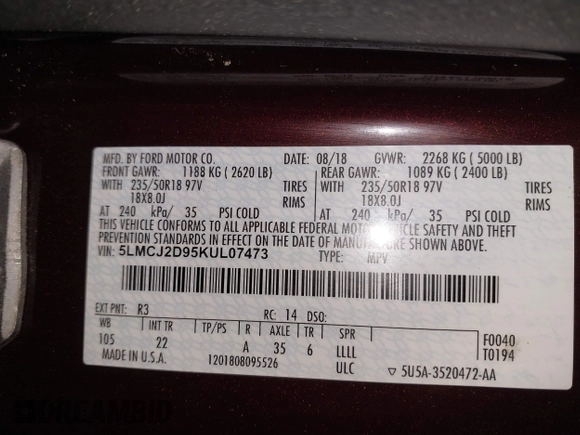 MFD. BY FORD MOTOR CO. DATE: 08/18 GVWR: 2268 KG ( 5000 LB)
FRONT GAWR: 1188 KG ( 2620 LB) REAR GAWR: 1089 KG ( 2400 LB)
WITH 235/50R18 97V TIRES WITH 235/50R18 97V TIRES
18X8.0J RIMS 18X8.0J RIMS
AT 240 kPa/ 35 PSI COLD AT 240 kPa/ 35 PSI COLD
THIS VEHICLE CONFORMS TO ALL APPLICABLE FEDERAL MOTOR VEHICLE SAFETY AND THEFT
PREVENTION STANDARDS IN EFFECT ON THE DATE OF MANUFACTURE SHOWN ABOVE.
VIN: 5LMCJ2D95KUL07473 TYPE: MPV
EXT PNT: R3 RC: 14 DSO:
WB INT TR TP/PS R AXLE TR SPR F0040
105 22 A 35 6 LLLL T0194
MADE IN U.S.A. 1201808095526 ULC ▽ 5U5A-3520472-AA
DREAMBID